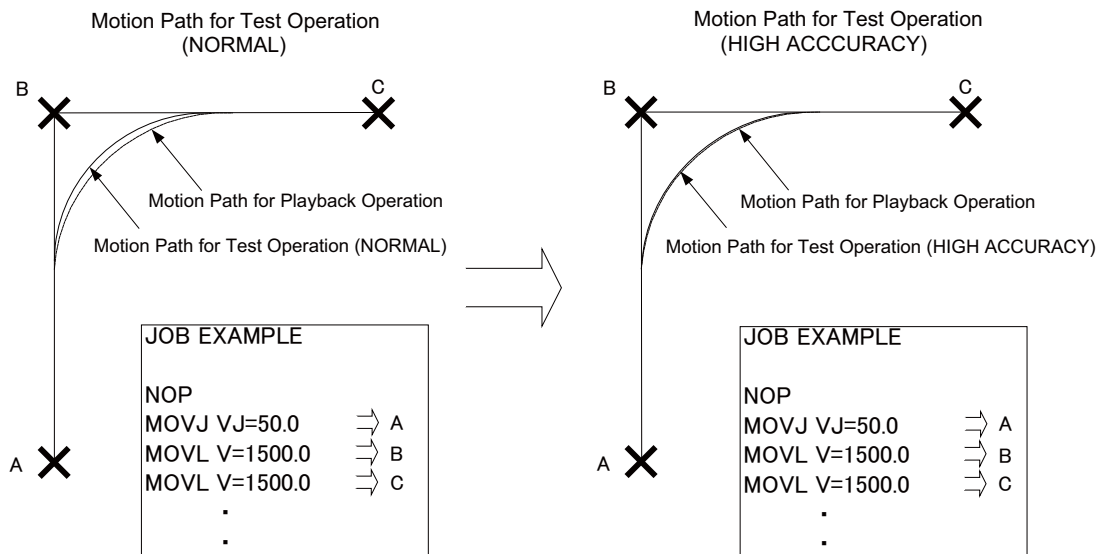 Motion Path for Test Operation
(NORMAL)
B
C
Motion Path for Playback Operation
Motion Path for Test Operation (NORMAL)
A
JOB EXAMPLE
NOP
MOVJ VJ=50.0 A
MOVL V=1500.0 B
MOVL V=1500.0 C
Motion Path for Test Operation
(HIGH ACCCURACY)
B
C
Motion Path for Playback Operation
Motion Path for Test Operation (HIGH ACCURACY)
A
JOB EXAMPLE
NOP
MOVJ VJ=50.0 A
MOVL V=1500.0 B
MOVL V=1500.0 C